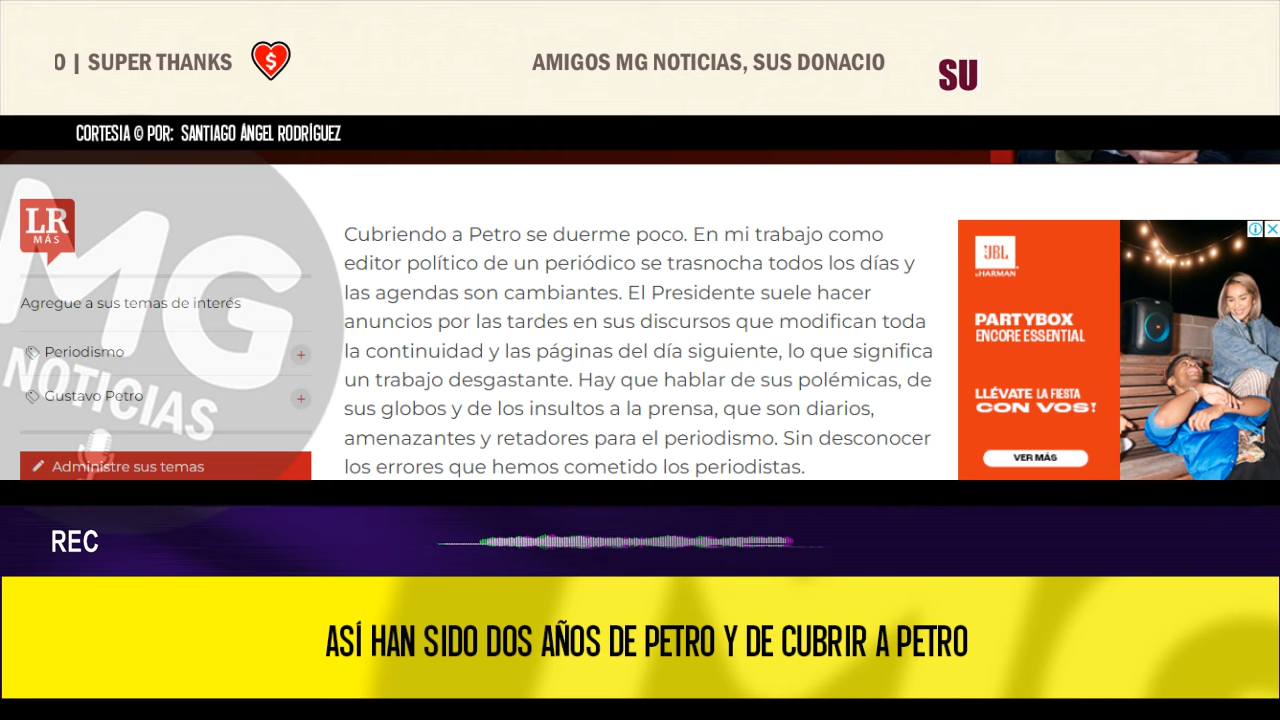 O | SUPER THANKS
$
AMIGOS MG NOTICIAS, SUS DONACIO
SU
CORTESIA © POR: SANTIAGO ÁNGEL RODRÍGUEZ
LR
MÁS
MG
NOTICIAS
Agregue a sus temas de interés
Periodismo +
Gustavo Petro +
Administre sus temas
Cubriendo a Petro se duerme poco. En mi trabajo como
editor político de un periódico se trasnocha todos los días y
las agendas son cambiantes. El Presidente suele hacer
anuncios por las tardes en sus discursos que modifican toda
la continuidad y las páginas del día siguiente, lo que significa
un trabajo desgastante. Hay que hablar de sus polémicas, de
sus globos y de los insultos a la prensa, que son diarios,
amenazantes y retadores para el periodismo. Sin desconocer
los errores que hemos cometido los periodistas.
JBL
by HARMAN
PARTYBOX
ENCORE ESSENTIAL
LLÉVATE LA FIESTA
CON VOS!
VER MÁS
REC
ASÍ HAN SIDO DOS AÑOS DE PETRO Y DE CUBRIR A PETRO